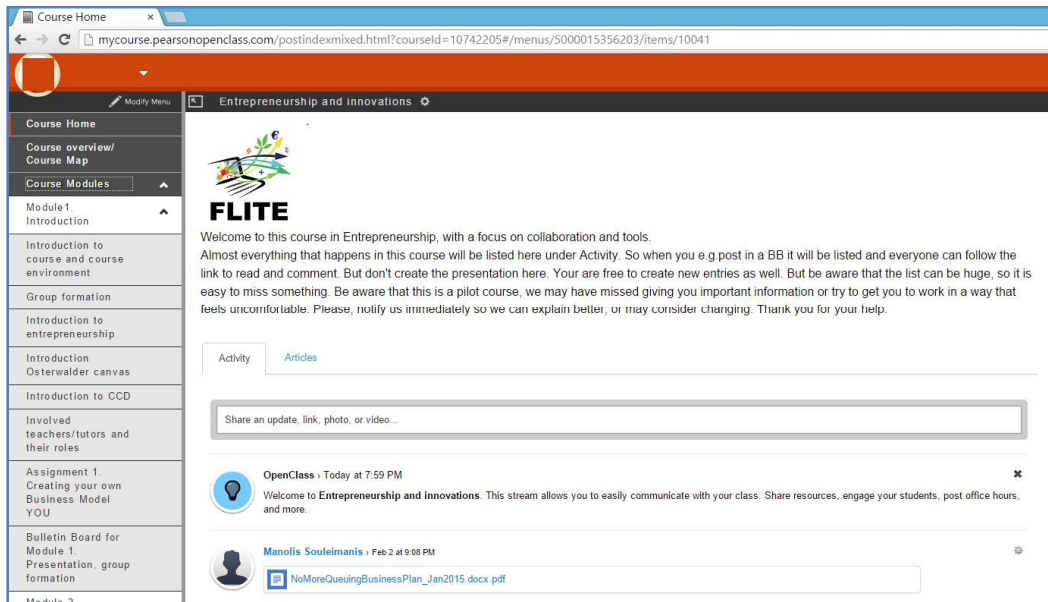 Course Home
mycourse.pearsonopenclass.com/postindexmixed.html?courseId=10742205#/menus/5000015356203/items/10041
Modify Menu
Entrepreneurship and innovations
Course Home
Course overview/
Course Map
Course Modules
Module1.
Introduction
Introduction to
course and course
environment
Group formation
Introduction to
entrepreneurship
Introduction
Osterwalder canvas
Introduction to CCD
Involved
teachers/tutors and
their roles
Assignment 1.
Creating your own
Business Model
YOU
Bulletin Board for
Module 1.
Presentation, group
formation
Module 2
FLITE
Welcome to this course in Entrepreneurship, with a focus on collaboration and tools.
Almost everything that happens in this course will be listed here under Activity. So when you e.g.post in a BB it will be listed and everyone can follow the
link to read and comment. But don't create the presentation here. Your are free to create new entries as well. But be aware that the list can be huge, so it is
easy to miss something. Be aware that this is a pilot course, we may have missed giving you important information or try to get you to work in a way that
feels uncomfortable. Please, notify us immediately so we can explain better, or may consider changing. Thank you for your help.
Activity
Articles
Share an update, link, photo, or video...
OpenClass › Today at 7:59 PM
Welcome to Entrepreneurship and innovations. This stream allows you to easily communicate with your class. Share resources, engage your students, post office hours,
and more.
Manolis Souleimanis › Feb 2 at 9:08 PM
NoMoreQueuingBusinessPlan_Jan2015.docx.pdf